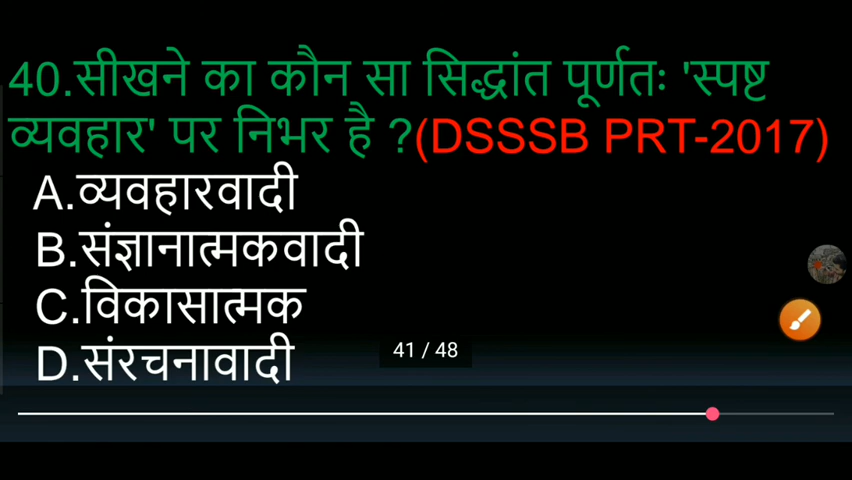 40.सीखने का कौन सा सिद्धांत पूर्णतः 'स्पष्ट
व्यवहार' पर निभर है ?(DSSSB PRT-2017)
A.व्यवहारवादी
B.संज्ञानात्मकवादी
C.विकासात्मक
D.संरचनावादी
41 / 48